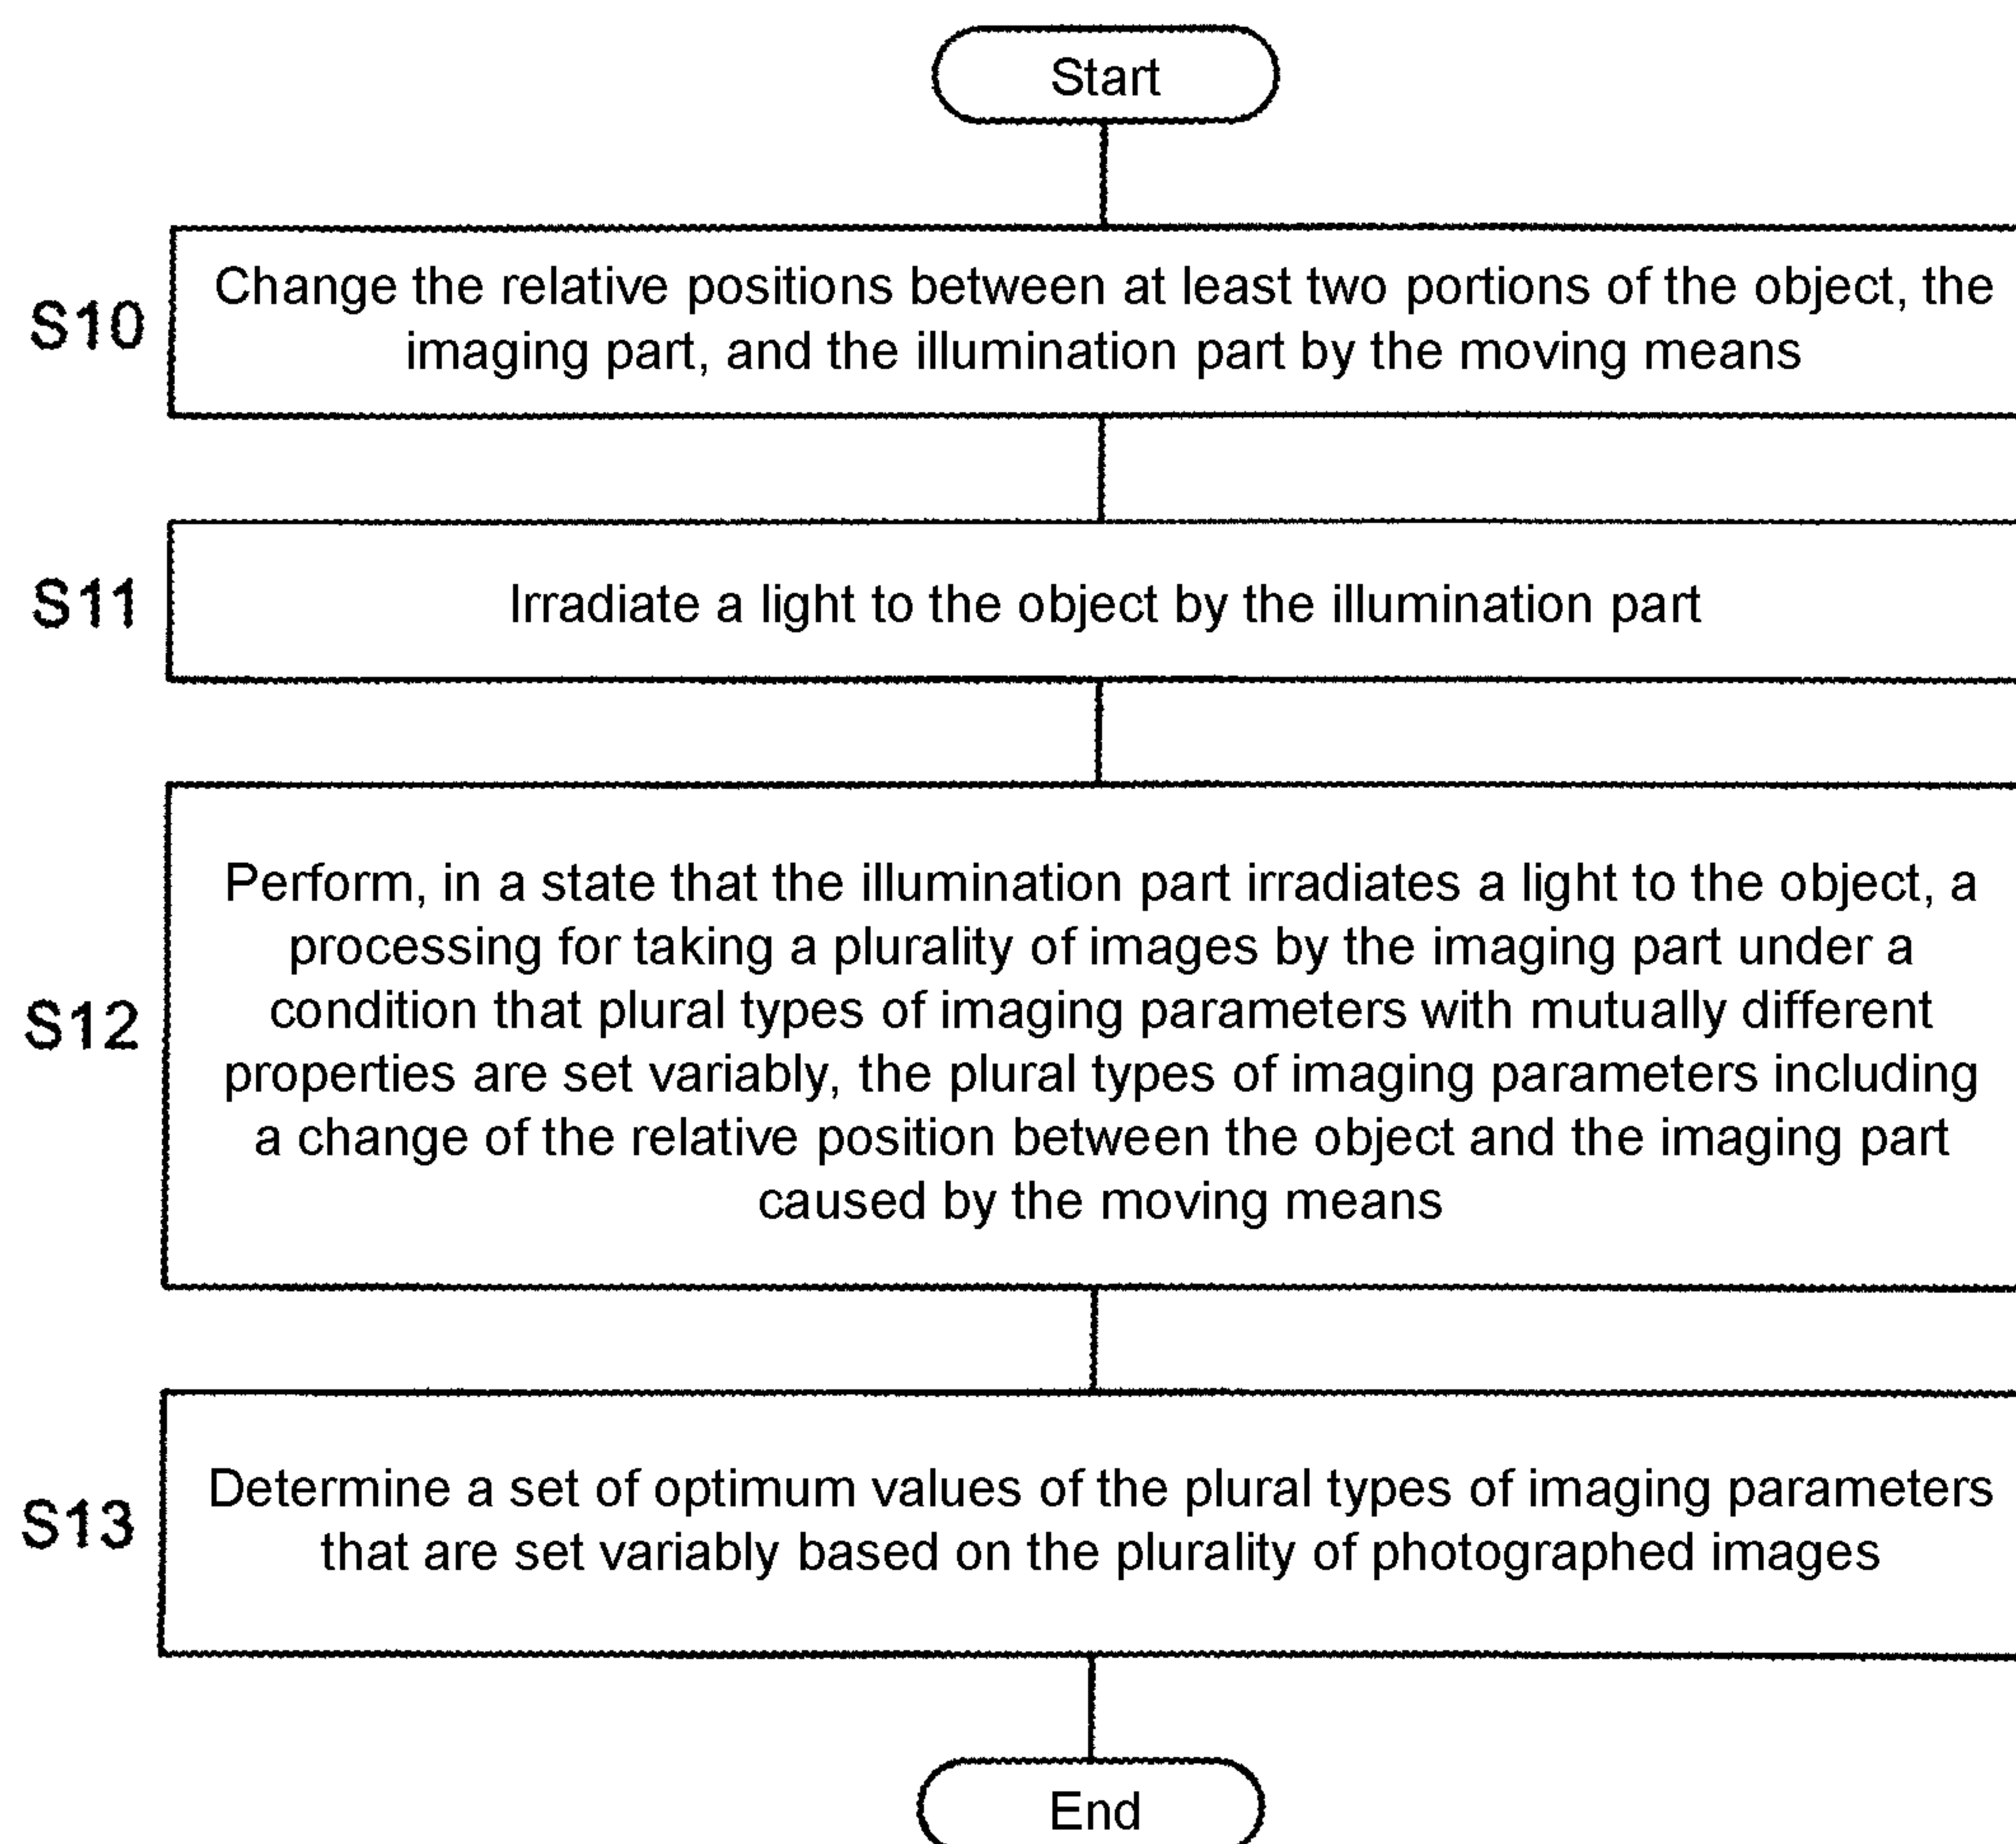 Start
S10
Change the relative positions between at least two portions of the object, the
imaging part, and the illumination part by the moving means
S11
Irradiate a light to the object by the illumination part
S12
Perform, in a state that the illumination part irradiates a light to the object, a
processing for taking a plurality of images by the imaging part under a
condition that plural types of imaging parameters with mutually different
properties are set variably, the plural types of imaging parameters including
a change of the relative position between the object and the imaging part
caused by the moving means
S13
Determine a set of optimum values of the plural types of imaging parameters
that are set variably based on the plurality of photographed images
End